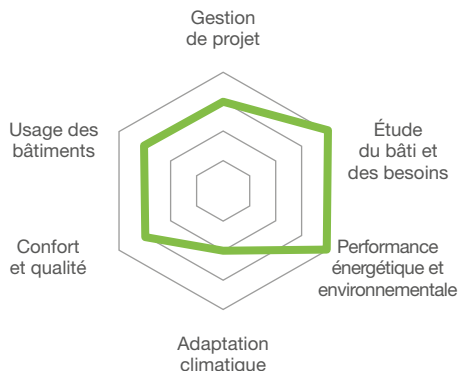 Gestion
de projet
Usage des
bâtiments
Étude
du bâti et
des besoins
Confort
et qualité
Performance
énergétique et
environnementale
Adaptation
climatique